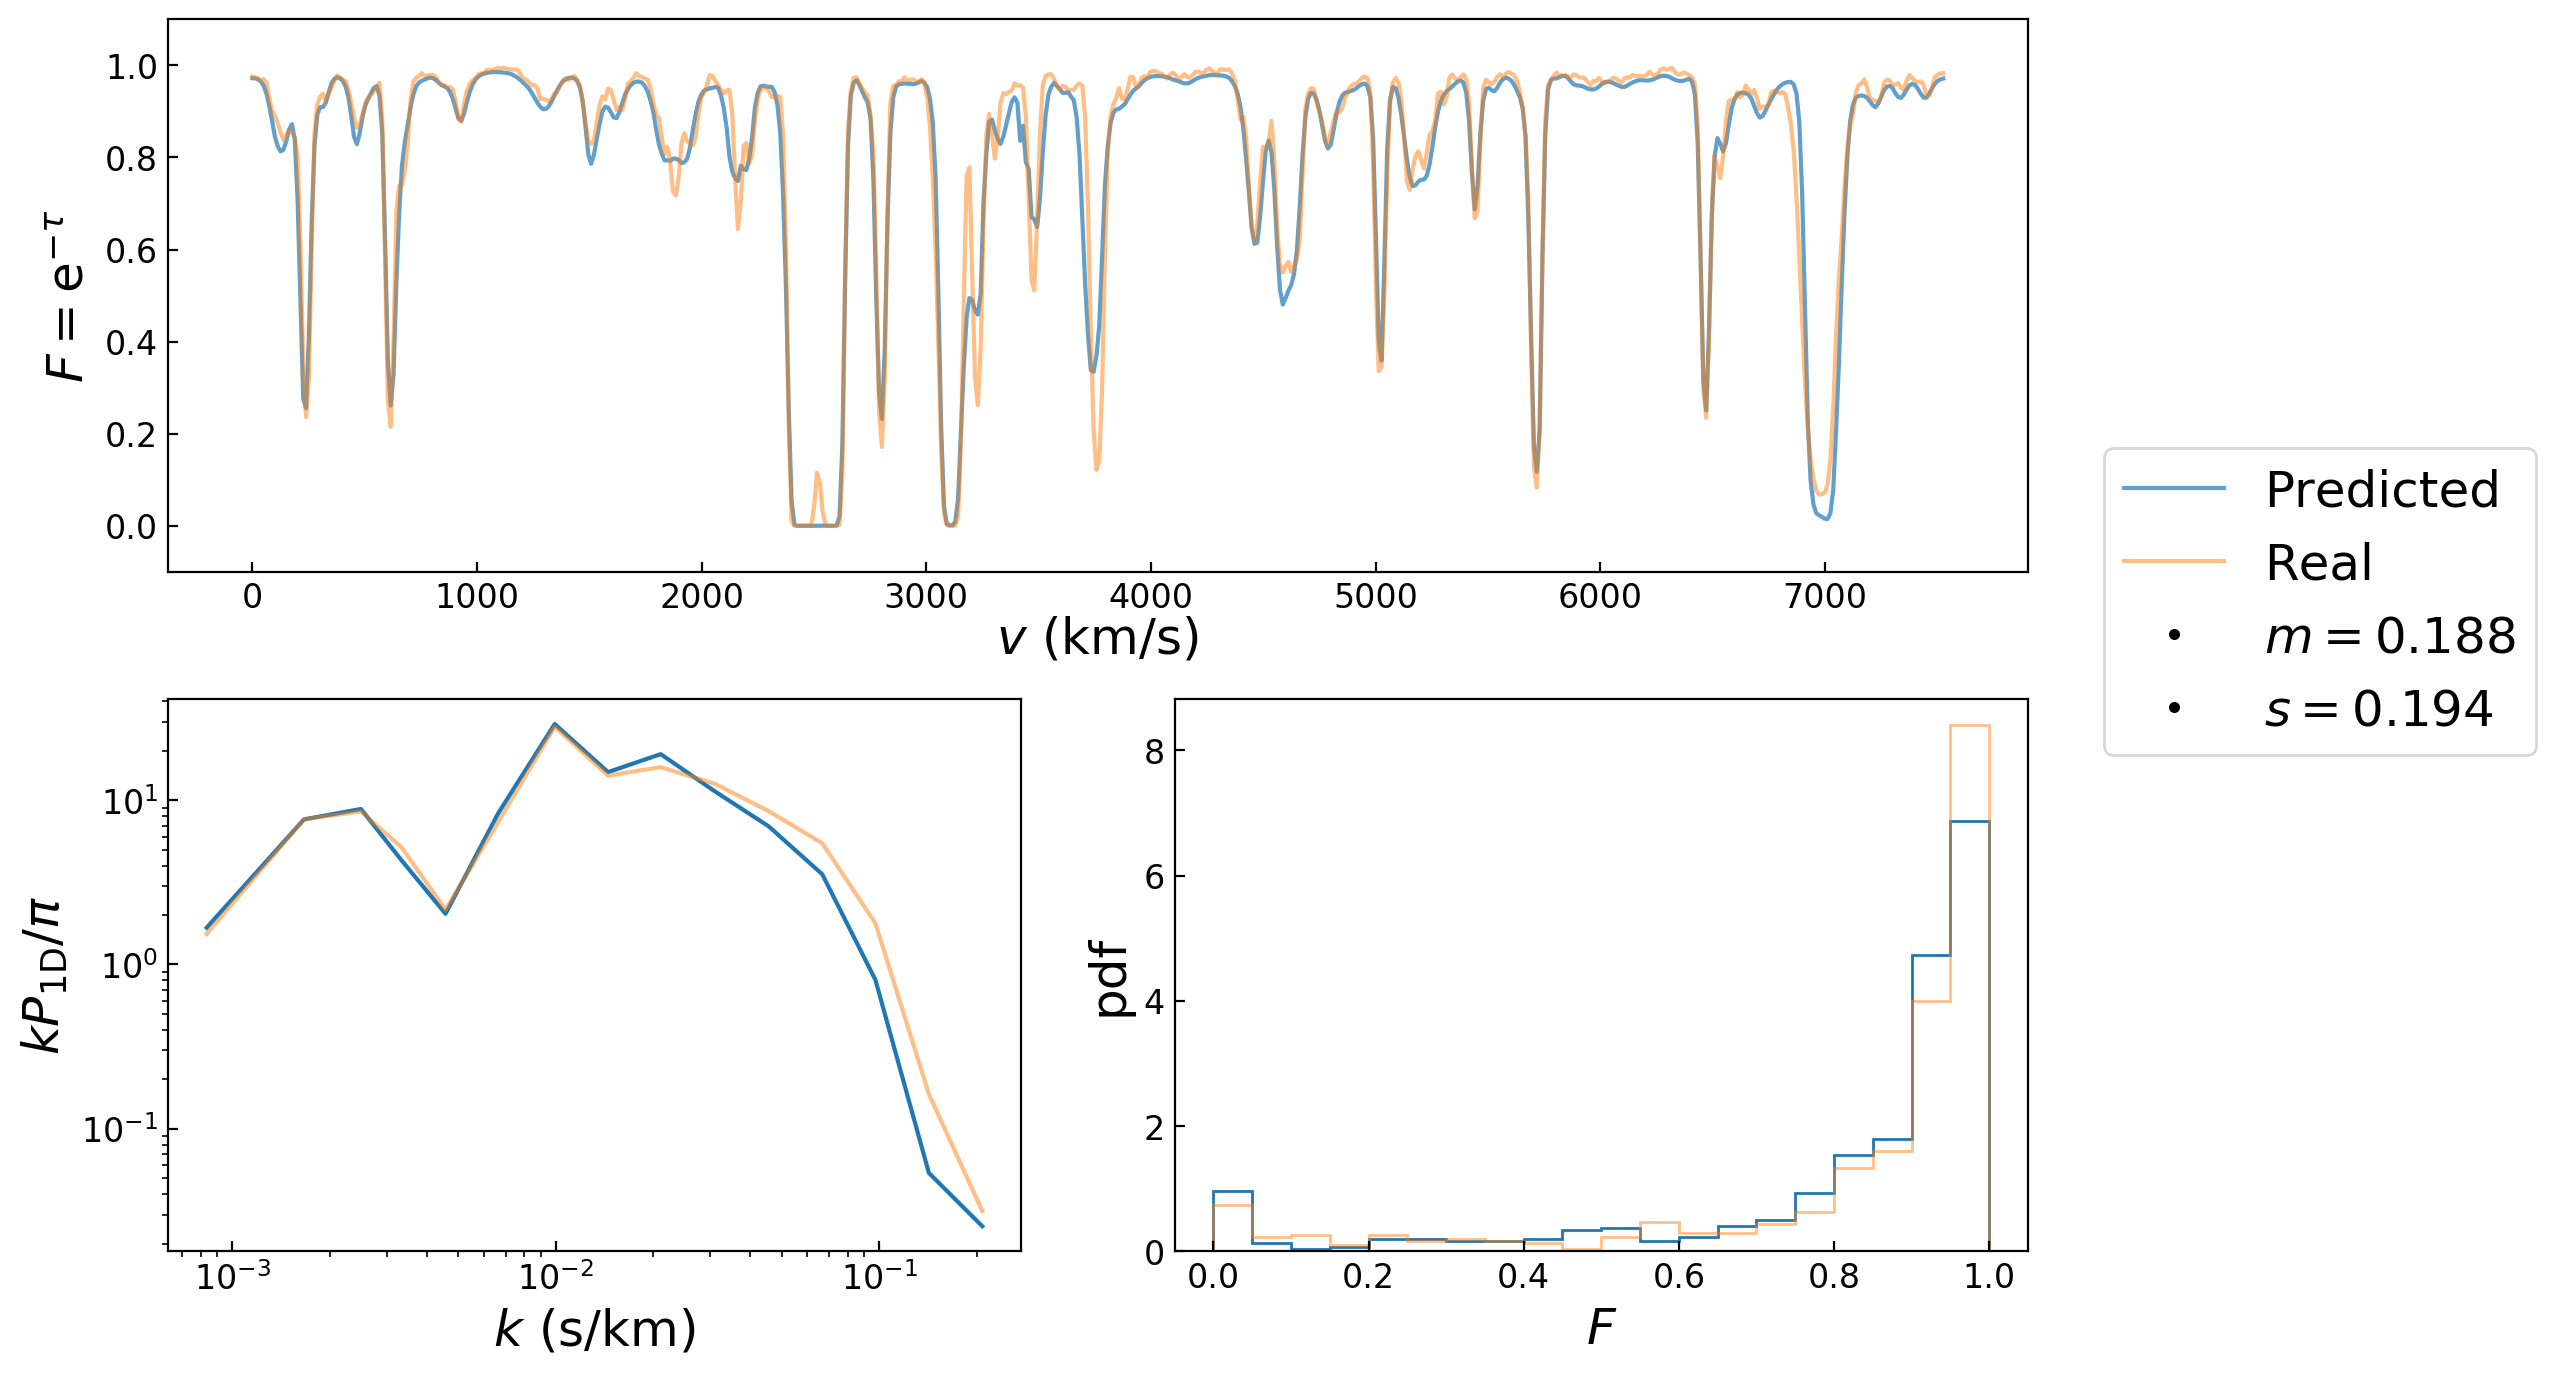 1.0
0.8
0.6
0.4
0.2
0.0
F = e^{−τ}
0 1000 2000 3000 4000 5000 6000 7000
v (km/s)
Predicted
Real
m = 0.188
s = 0.194
10^1
10^0
10^{−1}
kP_{1D}/π
10^{−3} 10^{−2} 10^{−1}
k (s/km)
8
6
4
2
0
pdf
0.0 0.2 0.4 0.6 0.8 1.0
F